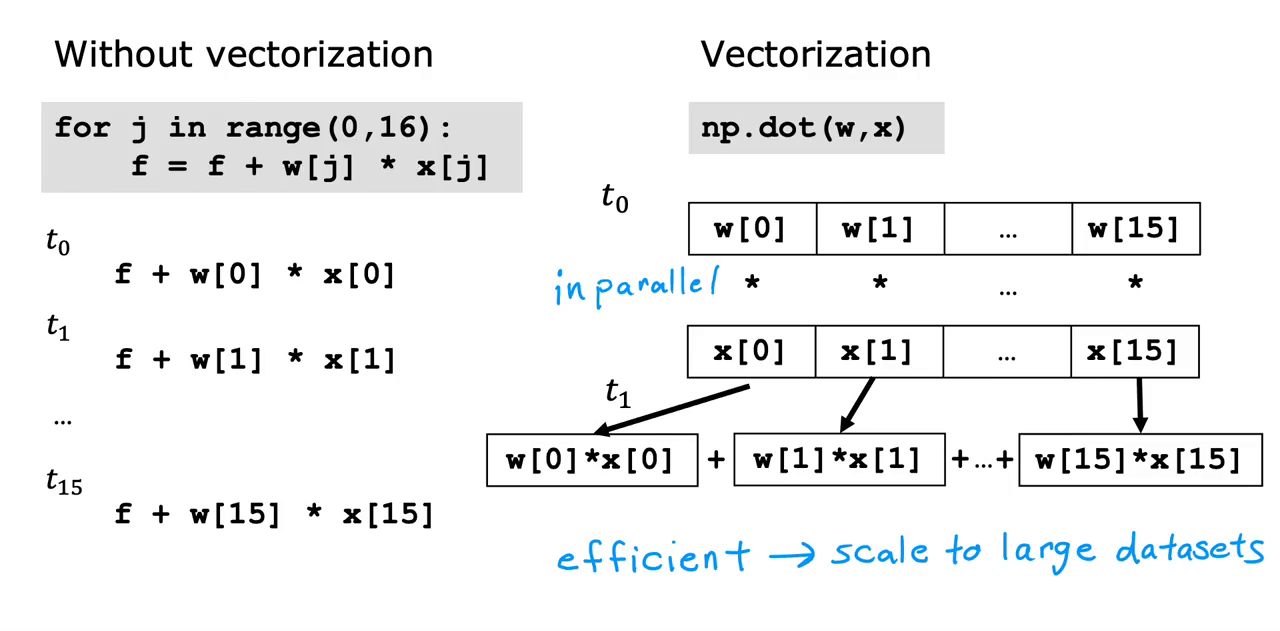 Without vectorization
for j in range(0,16):
f = f + w[j] * x[j]
t0
f + w[0] * x[0]
t1
f + w[1] * x[1]
...
t15
f + w[15] * x[15]
Vectorization
np.dot(w,x)
t0
w[0] w[1] ... w[15]
in parallel * * ... *
x[0] x[1] ... x[15]
t1
w[0]*x[0] + w[1]*x[1] +...+ w[15]*x[15]
efficient → scale to large datasets